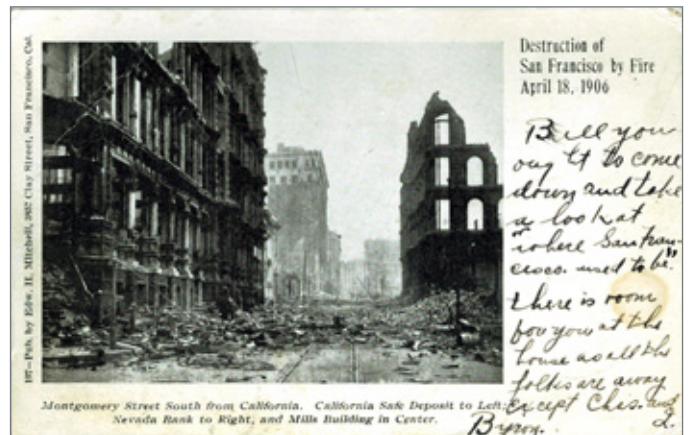 Destruction of
San Francisco by Fire
April 18, 1906
Bill you
ought to come
down and take
a look at
"where San Fran-
cisco used to be."
there is room
for you at the
house as all the
folks are away
except Chas. and
I.
Byron.
187—Pub. by Edw. H. Mitchell, 3857 Clay Street, San Francisco, Cal.
Montgomery Street South from California. California Safe Deposit to Left;
Nevada Bank to Right, and Mills Building in Center.